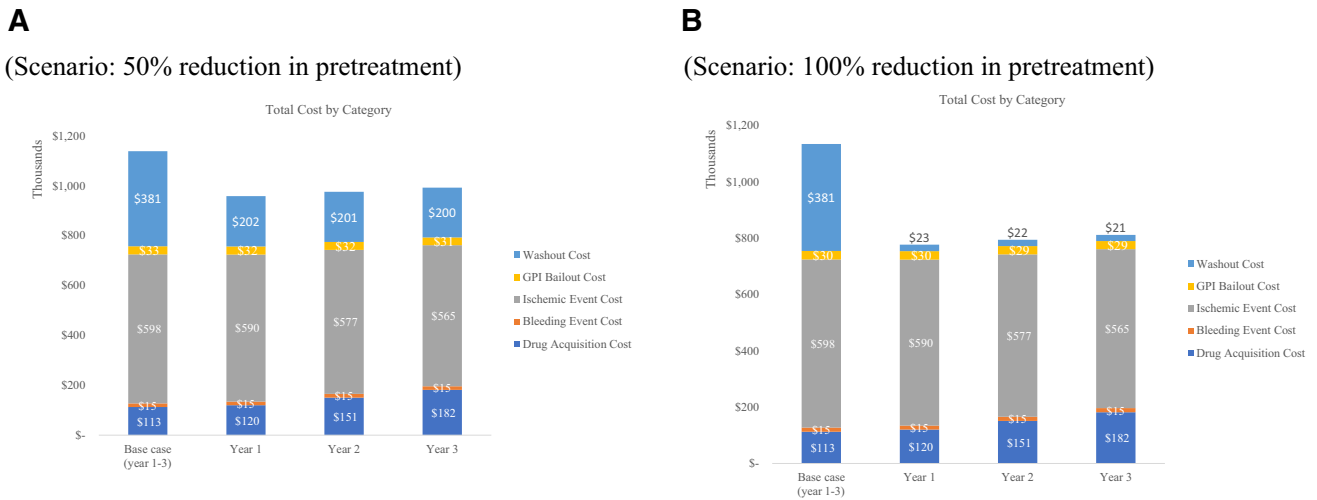 A
(Scenario: 50% reduction in pretreatment)
Total Cost by Category
Thousands
$1,200
$1,000
$800
$600
$400
$200
$-
$381
$33
$598
$15
$113
$202
$32
$590
$15
$120
$201
$32
$577
$15
$151
$200
$31
$565
$15
$182
Base case
(year 1-3)
Year 1
Year 2
Year 3
Washout Cost
GPI Bailout Cost
Ischemic Event Cost
Bleeding Event Cost
Drug Acquisition Cost
B
(Scenario: 100% reduction in pretreatment)
Total Cost by Category
Thousands
$1,200
$1,000
$800
$600
$400
$200
$-
$381
$30
$598
$15
$113
$23
$30
$590
$15
$120
$22
$29
$577
$15
$151
$21
$29
$565
$15
$182
Base case
(year 1-3)
Year 1
Year 2
Year 3
Washout Cost
GPI Bailout Cost
Ischemic Event Cost
Bleeding Event Cost
Drug Acquisition Cost